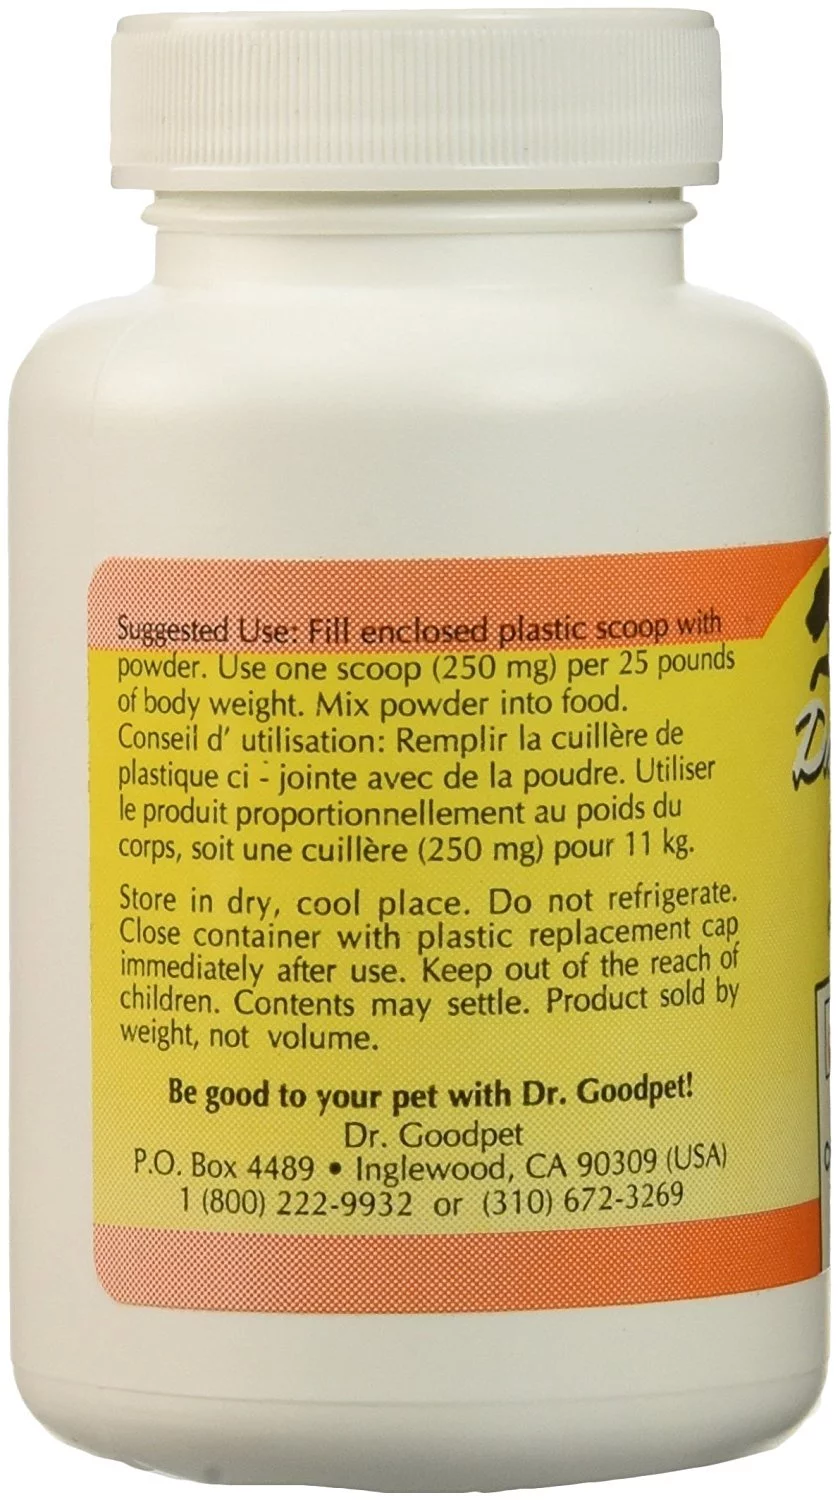 Suggested Use: Fill enclosed plastic scoop with
powder. Use one scoop (250 mg) per 25 pounds
of body weight. Mix powder into food.
Conseil d' utilisation: Remplir la cuillère de
plastique ci - jointe avec de la poudre. Utiliser
le produit proportionnellement au poids du
corps, soit une cuillère (250 mg) pour 11 kg.
Store in dry, cool place. Do not refrigerate.
Close container with plastic replacement cap
immediately after use. Keep out of the reach of
children. Contents may settle. Product sold by
weight, not volume.
Be good to your pet with Dr. Goodpet!
Dr. Goodpet
P.O. Box 4489 • Inglewood, CA 90309 (USA)
1 (800) 222-9932 or (310) 672-3269